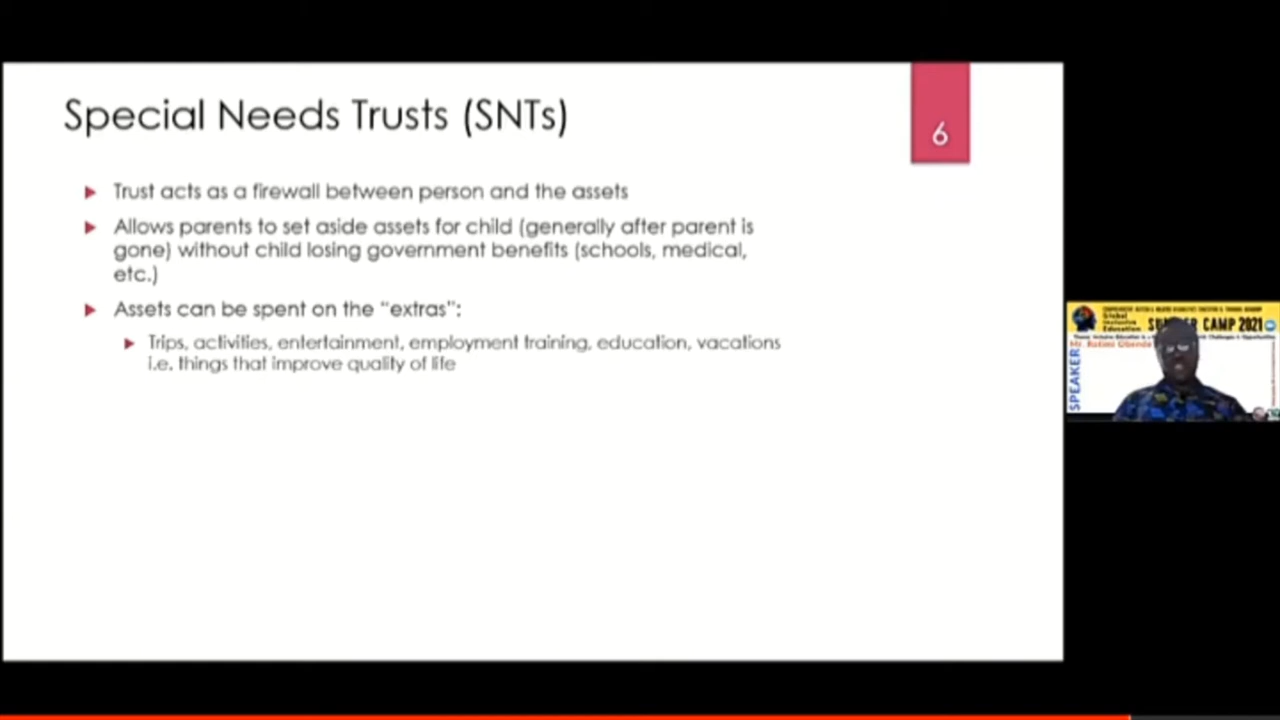 Special Needs Trusts (SNTs)
6
Trust acts as a firewall between person and the assets
Allows parents to set aside assets for child (generally after parent is
gone) without child losing government benefits (schools, medical,
etc.)
Assets can be spent on the “extras”:
Trips, activities, entertainment, employment training, education, vacations
i.e. things that improve quality of life
Global
Inclusive
Education
CAMP 2021
SPEAKER